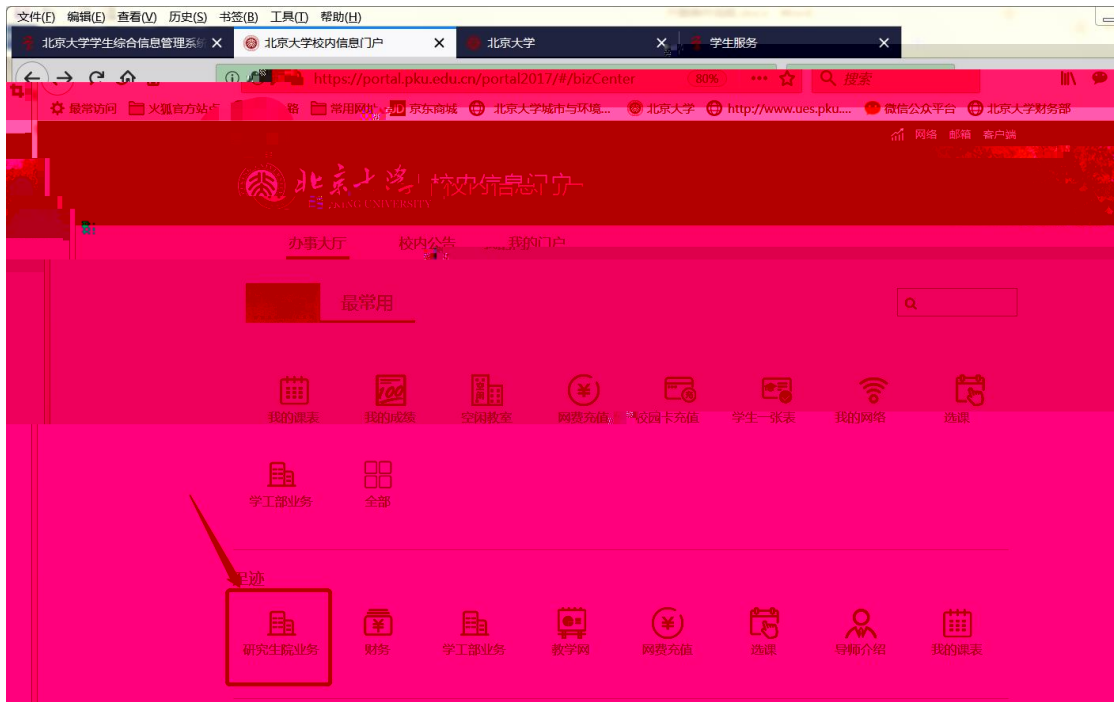 文件(F) 编辑(E) 查看(V) 历史(S) 书签(B) 工具(T) 帮助(H)
北京大学学生综合信息管理系统 北京大学校内信息门户 北京大学 学生服务
https://portal.pku.edu.cn/portal2017/#/bizCenter 80% 搜索
最常访问 火狐官方站点 常用网址 京东商城 北京大学城市与环境... 北京大学 http://www.ues.pku.... 微信公众平台 北京大学财务部
网络 邮箱 客户端
北京大学 校内信息门户
PEKING UNIVERSITY
办事大厅 校内公告 我的门户
最常用
我的课表 我的成绩 空闲教室 网费充值 校园卡充值 学生一张表 我的网络 选课
学工部业务 全部
足迹
研究生院业务 财务 学工部业务 教学网 网费充值 选课 导师介绍 我的课表